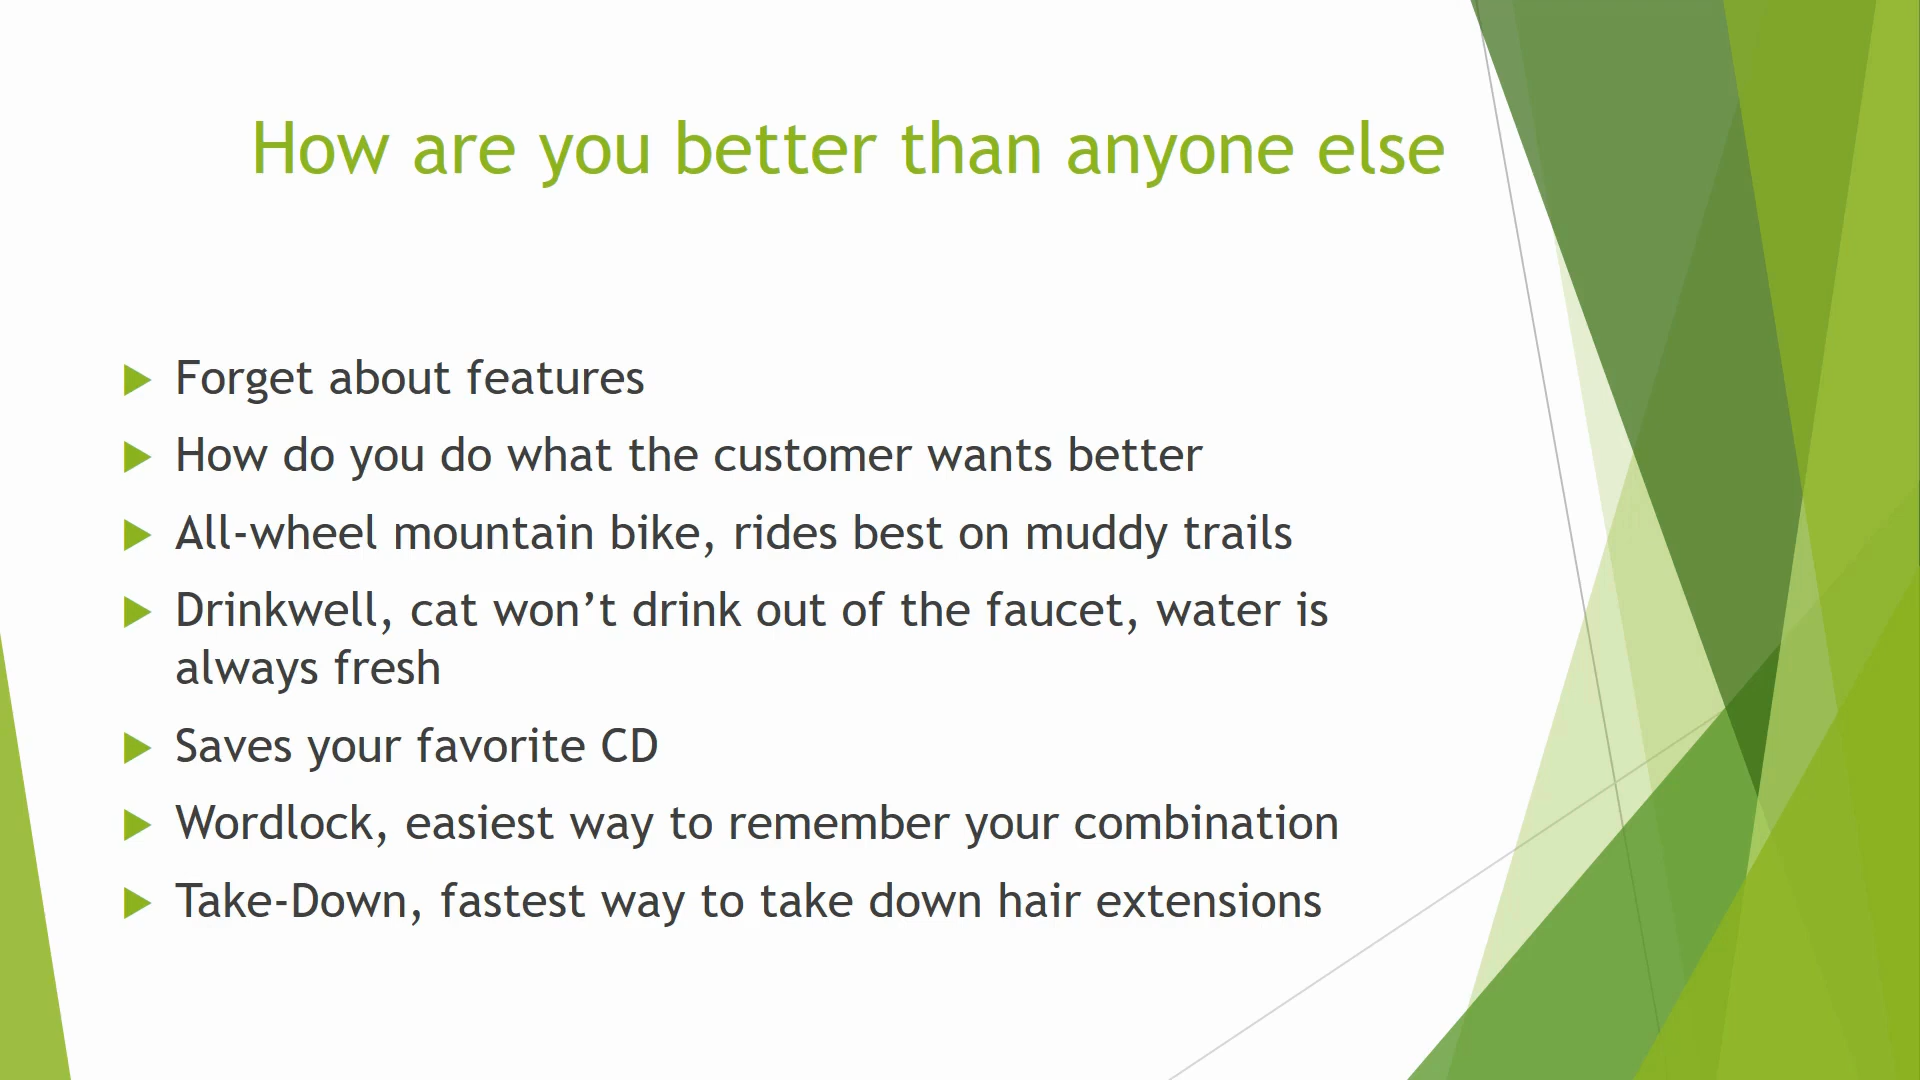 How are you better than anyone else
Forget about features
How do you do what the customer wants better
All-wheel mountain bike, rides best on muddy trails
Drinkwell, cat won’t drink out of the faucet, water is
always fresh
Saves your favorite CD
Wordlock, easiest way to remember your combination
Take-Down, fastest way to take down hair extensions